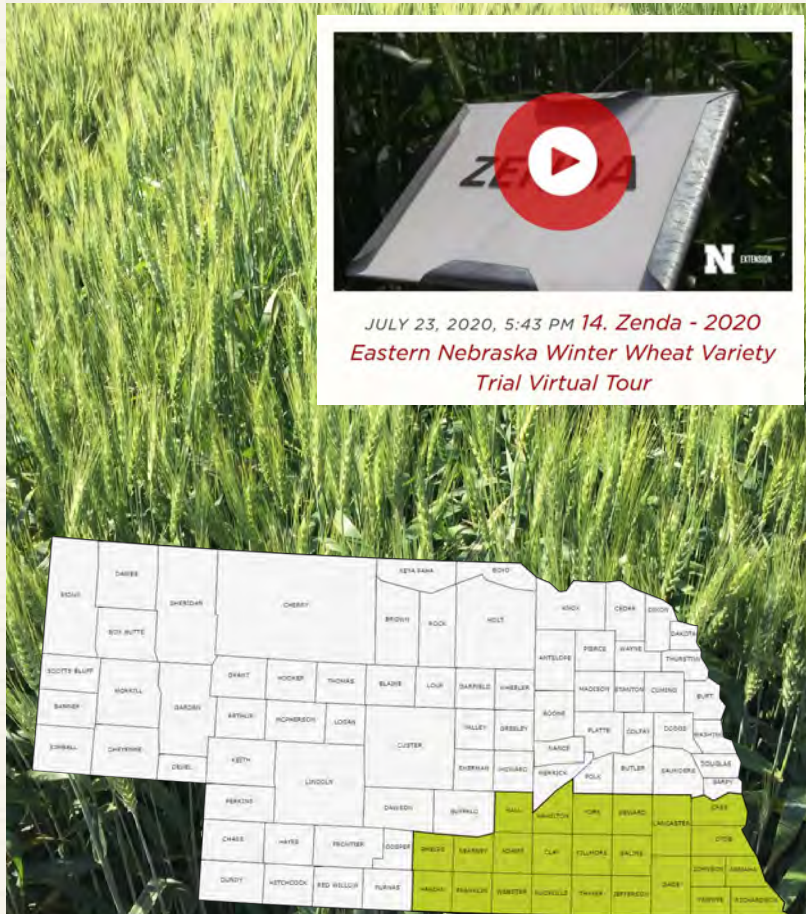 ZENDA
N EXTENSION
JULY 23, 2020, 5:43 PM 14. Zenda - 2020
Eastern Nebraska Winter Wheat Variety
Trial Virtual Tour
KEYA PAHA
BOYD
DAWES
SIOUX
SHERIDAN
CHERRY
KNOX
CEDAR
DIXON
BROWN
ROCK
HOLT
DAKOTA
BOX BUTTE
PIERCE
WAYNE
ANTELOPE
THURSTON
SCOTTS BLUFF
GRANT
HOOKER
THOMAS
BLAINE
LOUP
GARFIELD
WHEELER
MORRILL
MADISON
STANTON
CUMING
BURT
BANNER
GARDEN
ARTHUR
MCPHERSON
LOGAN
BOONE
VALLEY
GREELEY
PLATTE
COLFAX
DODGE
CUSTER
KIMBALL
CHEYENNE
NANCE
KEITH
DEUEL
DOUGLAS
SHERMAN
HOWARD
MERRICK
POLK
BUTLER
SAUNDERS
SARPY
LINCOLN
PERKINS
DAWSON
BUFFALO
HALL
HAMILTON
YORK
SEWARD
LANCASTER
CASS
CHASE
HAYES
FRONTIER
GOSPER
PHELPS
KEARNEY
ADAMS
CLAY
FILLMORE
SALINE
OTOE
JOHNSON
NEMAHA
DUNDY
HITCHCOCK
RED WILLOW
FURNAS
HARLAN
FRANKLIN
WEBSTER
NUCKOLLS
THAYER
JEFFERSON
GAGE
PAWNEE
RICHARDSON